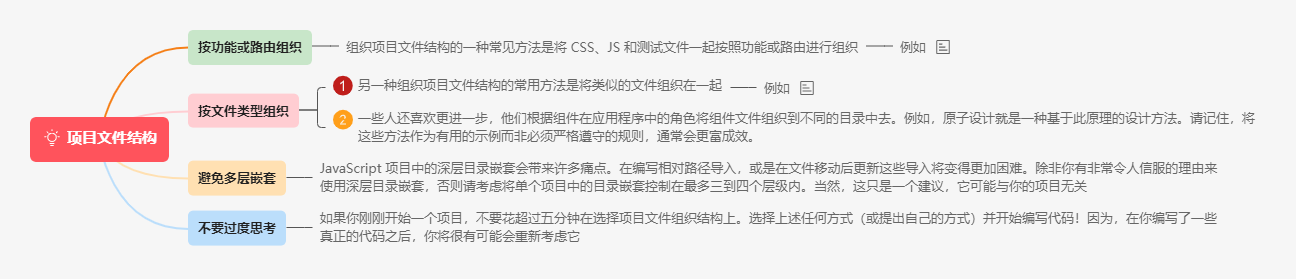 项目文件结构
按功能或路由组织
组织项目文件结构的一种常见方法是将 CSS、JS 和测试文件一起按照功能或路由进行组织
例如
按文件类型组织
1 另一种组织项目文件结构的常用方法是将类似的文件组织在一起
例如
2 一些人还喜欢更进一步，他们根据组件在应用程序中的角色将组件文件组织到不同的目录中去。例如，原子设计就是一种基于此原理的设计方法。请记住，将
这些方法作为有用的示例而非必须严格遵守的规则，通常会更富成效。
避免多层嵌套
JavaScript 项目中的深层目录嵌套会带来许多痛点。在编写相对路径导入，或是在文件移动后更新这些导入将变得更加困难。除非你有非常令人信服的理由来
使用深层目录嵌套，否则请考虑将单个项目中的目录嵌套控制在最多三到四个层级内。当然，这只是一个建议，它可能与你的项目无关
不要过度思考
如果你刚刚开始一个项目，不要花超过五分钟在选择项目文件组织结构上。选择上述任何方式（或提出自己的方式）并开始编写代码！因为，在你编写了一些
真正的代码之后，你将很有可能会重新考虑它